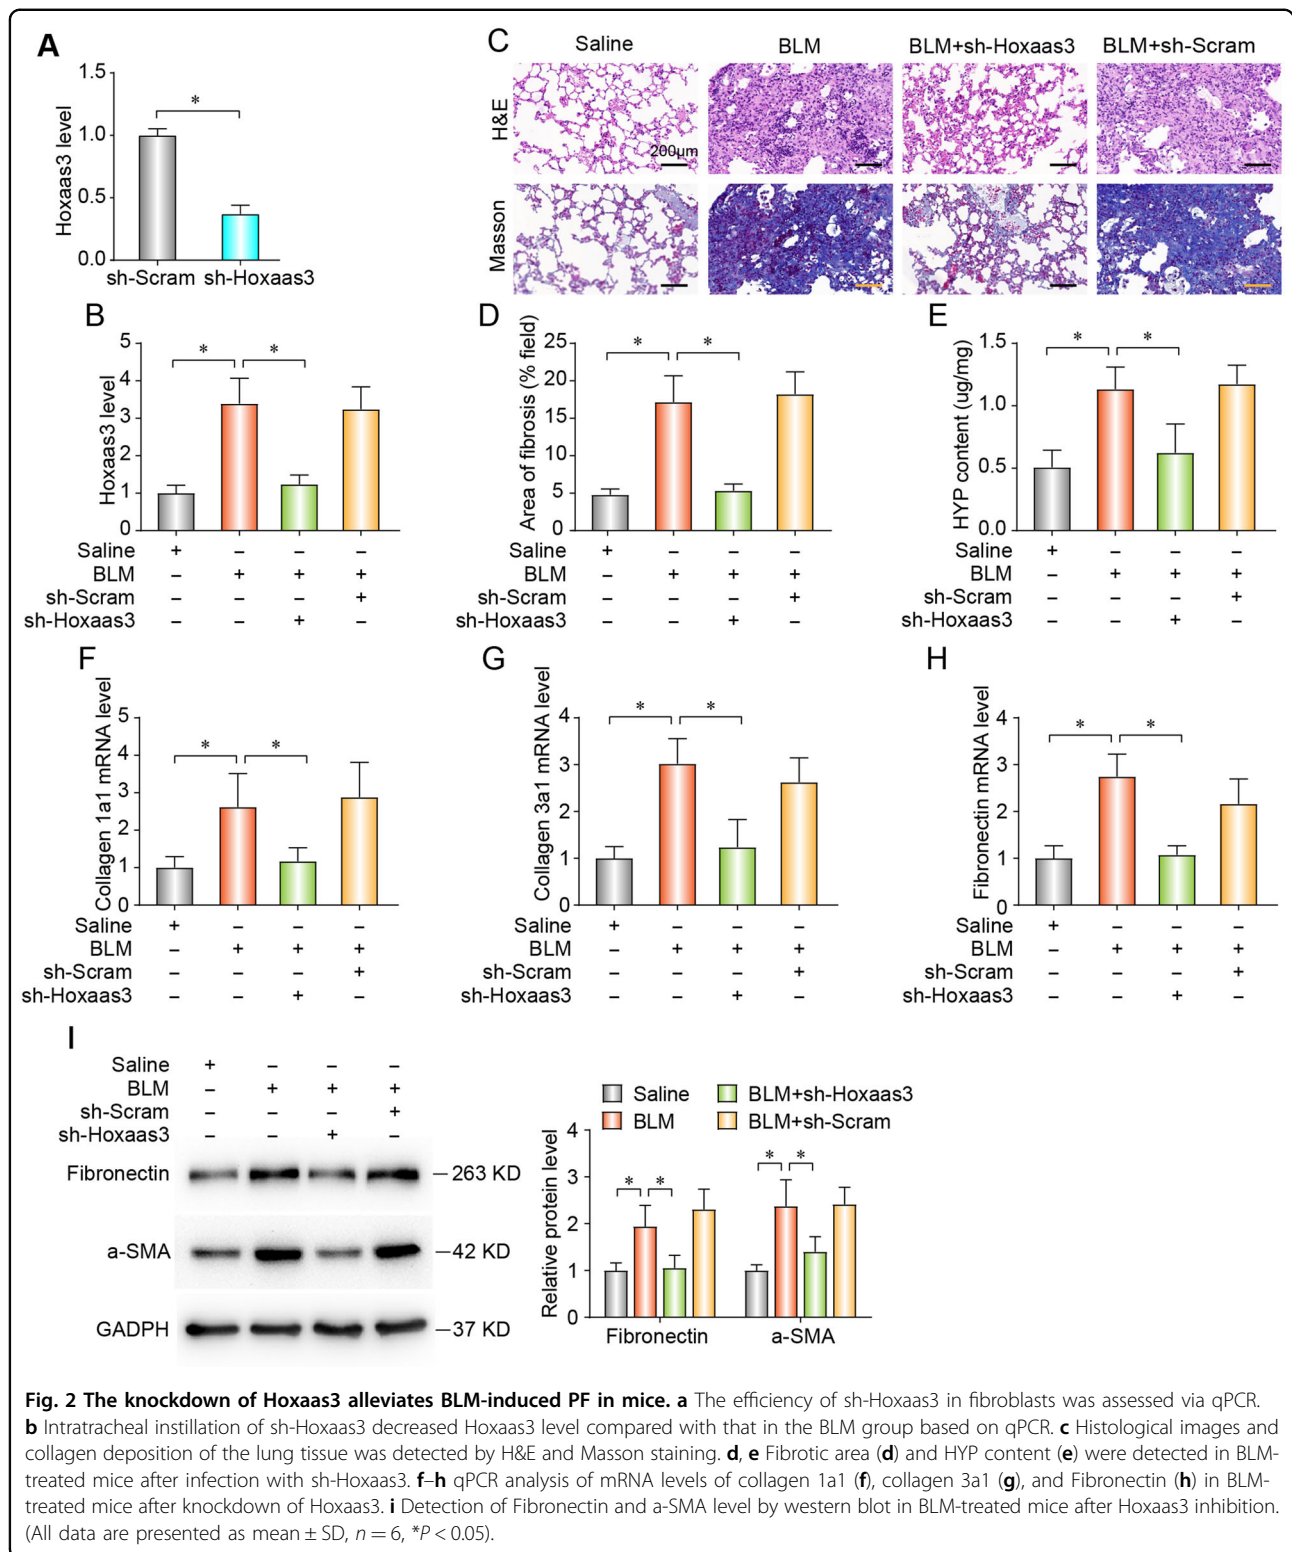 A
1.5
1.0
0.5
0.0
Hoxaas3 level
*
sh-Scram sh-Hoxaas3
C
Saline BLM BLM+sh-Hoxaas3 BLM+sh-Scram
H&E
200μm
Masson
B
5
4
3
2
1
0
Hoxaas3 level
* *
Saline + – – –
BLM – + + +
sh-Scram – – – +
sh-Hoxaas3 – – + –
D
25
20
15
10
5
0
Area of fibrosis (% field)
* *
Saline + – – –
BLM – + + +
sh-Scram – – – +
sh-Hoxaas3 – – + –
E
1.5
1.0
0.5
0.0
HYP content (ug/mg)
* *
Saline + – – –
BLM – + + +
sh-Scram – – – +
sh-Hoxaas3 – – + –
F
5
4
3
2
1
0
Collagen 1a1 mRNA level
* *
Saline + – – –
BLM – + + +
sh-Scram – – – +
sh-Hoxaas3 – – + –
G
4
3
2
1
0
Collagen 3a1 mRNA level
* *
Saline + – – –
BLM – + + +
sh-Scram – – – +
sh-Hoxaas3 – – + –
H
4
3
2
1
0
Fibronectin mRNA level
* *
Saline + – – –
BLM – + + +
sh-Scram – – – +
sh-Hoxaas3 – – + –
I
Saline + – – –
BLM – + + +
sh-Scram – – – +
sh-Hoxaas3 – – + –
Fibronectin –263 KD
a-SMA –42 KD
GADPH –37 KD
Saline BLM+sh-Hoxaas3
BLM BLM+sh-Scram
4
3
2
1
0
Relative protein level
* * * *
Fibronectin a-SMA
Fig. 2 The knockdown of Hoxaas3 alleviates BLM-induced PF in mice. a The efficiency of sh-Hoxaas3 in fibroblasts was assessed via qPCR.
b Intratracheal instillation of sh-Hoxaas3 decreased Hoxaas3 level compared with that in the BLM group based on qPCR. c Histological images and
collagen deposition of the lung tissue was detected by H&E and Masson staining. d, e Fibrotic area (d) and HYP content (e) were detected in BLM-
treated mice after infection with sh-Hoxaas3. f–h qPCR analysis of mRNA levels of collagen 1a1 (f), collagen 3a1 (g), and Fibronectin (h) in BLM-
treated mice after knockdown of Hoxaas3. i Detection of Fibronectin and a-SMA level by western blot in BLM-treated mice after Hoxaas3 inhibition.
(All data are presented as mean ± SD, n = 6, *P < 0.05).